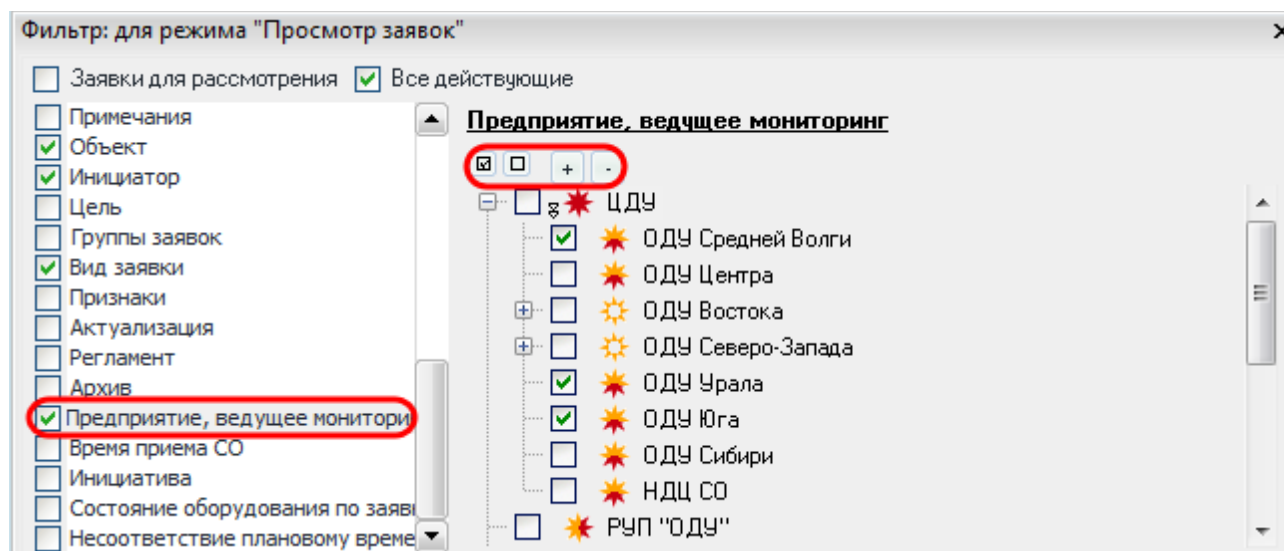 Фильтр: для режима "Просмотр заявок"
Заявки для рассмотрения Все действующие
Примечания
Объект
Инициатор
Цель
Группы заявок
Вид заявки
Признаки
Актуализация
Регламент
Архив
Предприятие, ведущее монитори
Время приема СО
Инициатива
Состояние оборудования по заяв
Несоответствие плановому време
Предприятие, ведущее мониторинг
+ -
ЦДУ
ОДУ Средней Волги
ОДУ Центра
ОДУ Востока
ОДУ Северо-Запада
ОДУ Урала
ОДУ Юга
ОДУ Сибири
НДЦ СО
РУП "ОДУ"